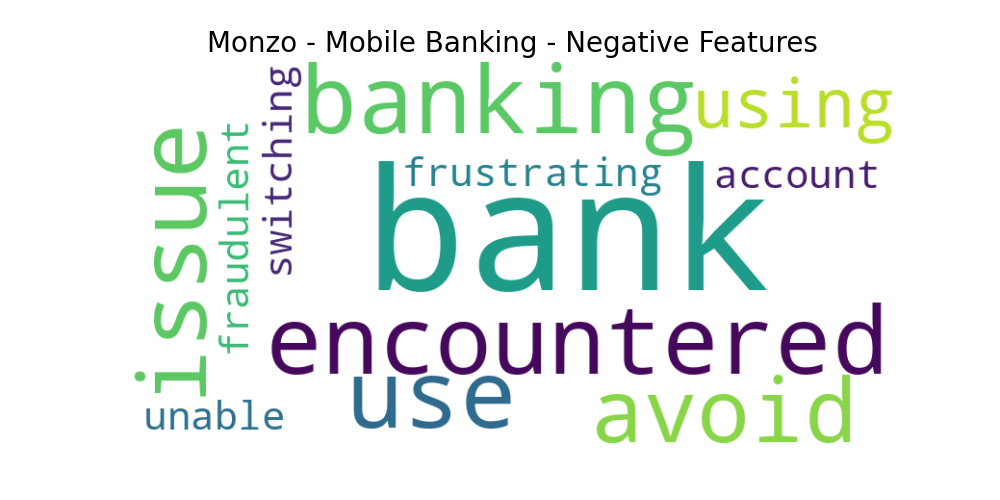 Monzo - Mobile Banking - Negative Features
banking
using
switching
fraudulent
issue
frustrating
account
bank
encountered
use
avoid
unable